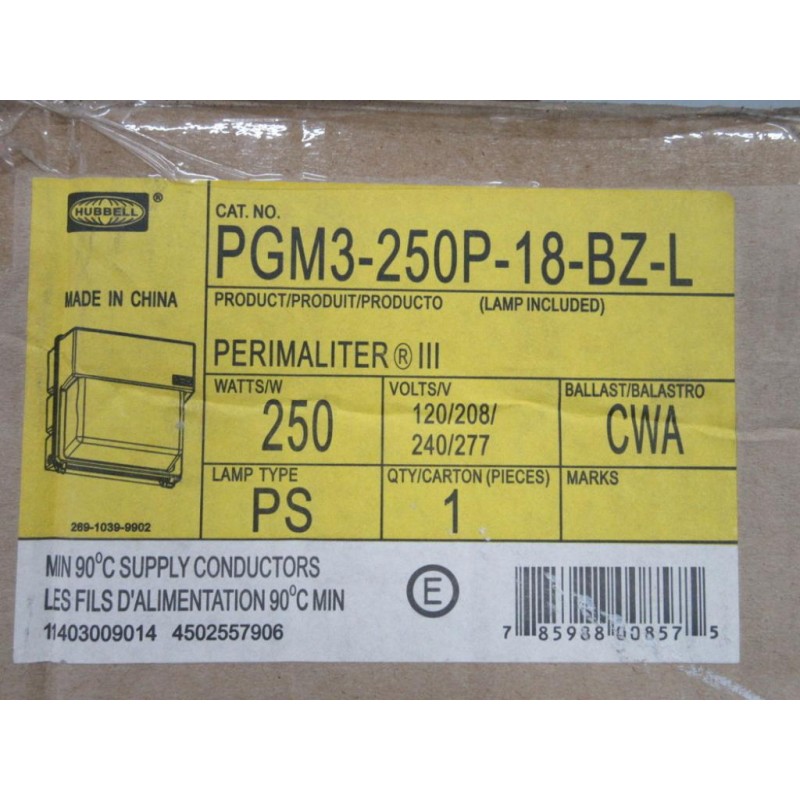 HUBBELL ®
CAT. NO.
PGM3-250P-18-BZ-L
MADE IN CHINA
PRODUCT/PRODUIT/PRODUCTO (LAMP INCLUDED)
PERIMALITER ® III
WATTS/W
250
VOLTS/V
120/208/
240/277
BALLAST/BALASTRO
CWA
LAMP TYPE
PS
QTY/CARTON (PIECES)
1
MARKS
269-1039-9902
MIN 90°C SUPPLY CONDUCTORS
LES FILS D'ALIMENTATION 90°C MIN
11403009014 4502557906
E
7 85988 00857 5